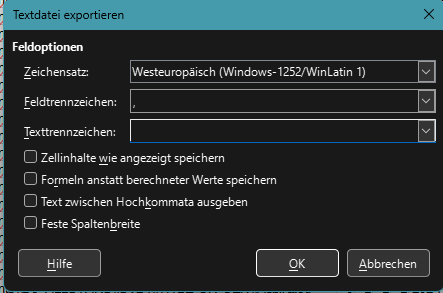 Textdatei exportieren
Feldoptionen
Zeichensatz: Westeuropäisch (Windows-1252/WinLatin 1)
Feldtrennzeichen: ,
Texttrennzeichen:
Zellinhalte wie angezeigt speichern
Formeln anstatt berechneter Werte speichern
Text zwischen Hochkommata ausgeben
Feste Spaltenbreite
Hilfe OK Abbrechen